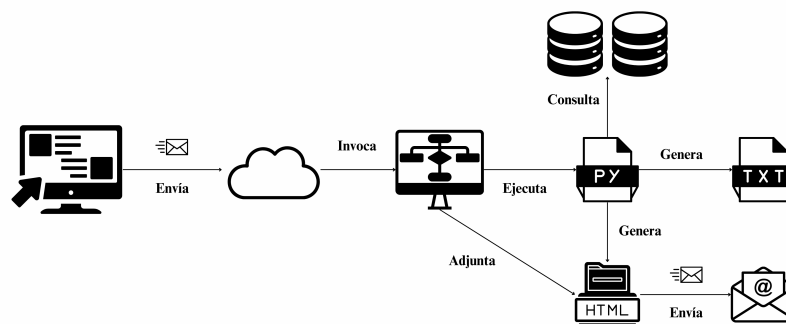 Consulta
Envía
Invoca
Ejecuta
PY
Genera
TXT
Genera
Adjunta
HTML
Envía
@